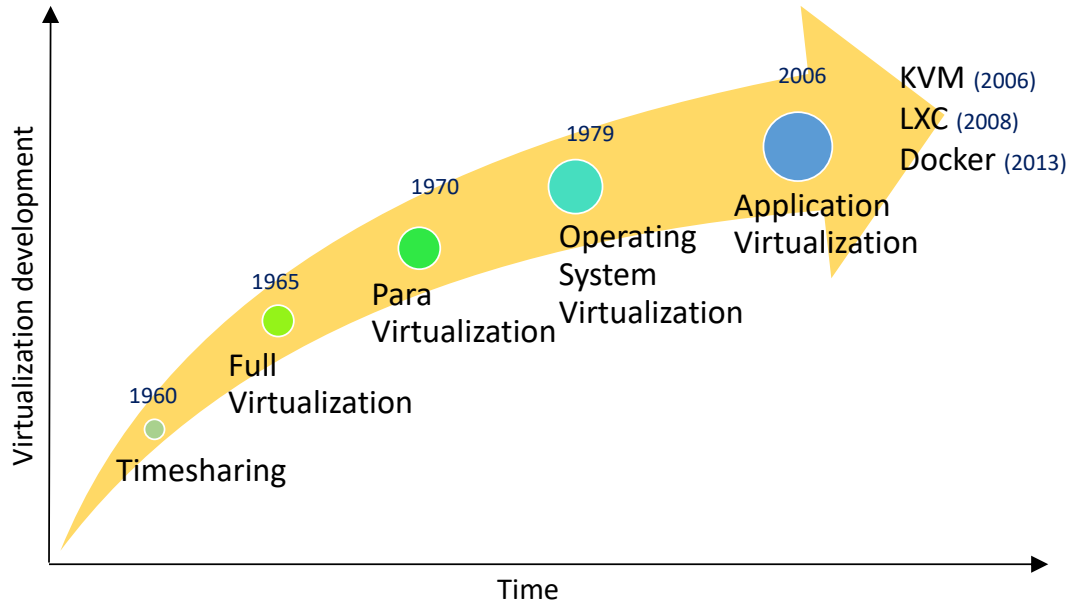 Virtualization development
1960
Timesharing
1965
Full
Virtualization
1970
Para
Virtualization
1979
Operating
System
Virtualization
2006
Application
Virtualization
KVM (2006)
LXC (2008)
Docker (2013)
Time